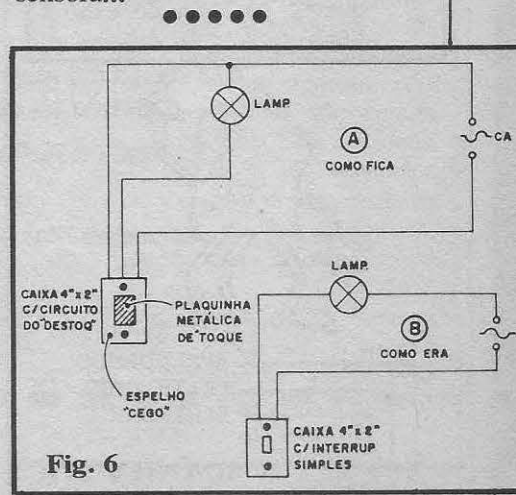 LAMP.
A
CA
COMO FICA
CAIXA 4"x 2"
C/CIRCUITO
DO"DESTOQ"
PLAQUINHA
METÁLICA
DE TOQUE
ESPELHO
"CEGO"
LAMP.
B
COMO ERA
CAIXA 4"x 2"
C/INTERRUP
SIMPLES
Fig. 6